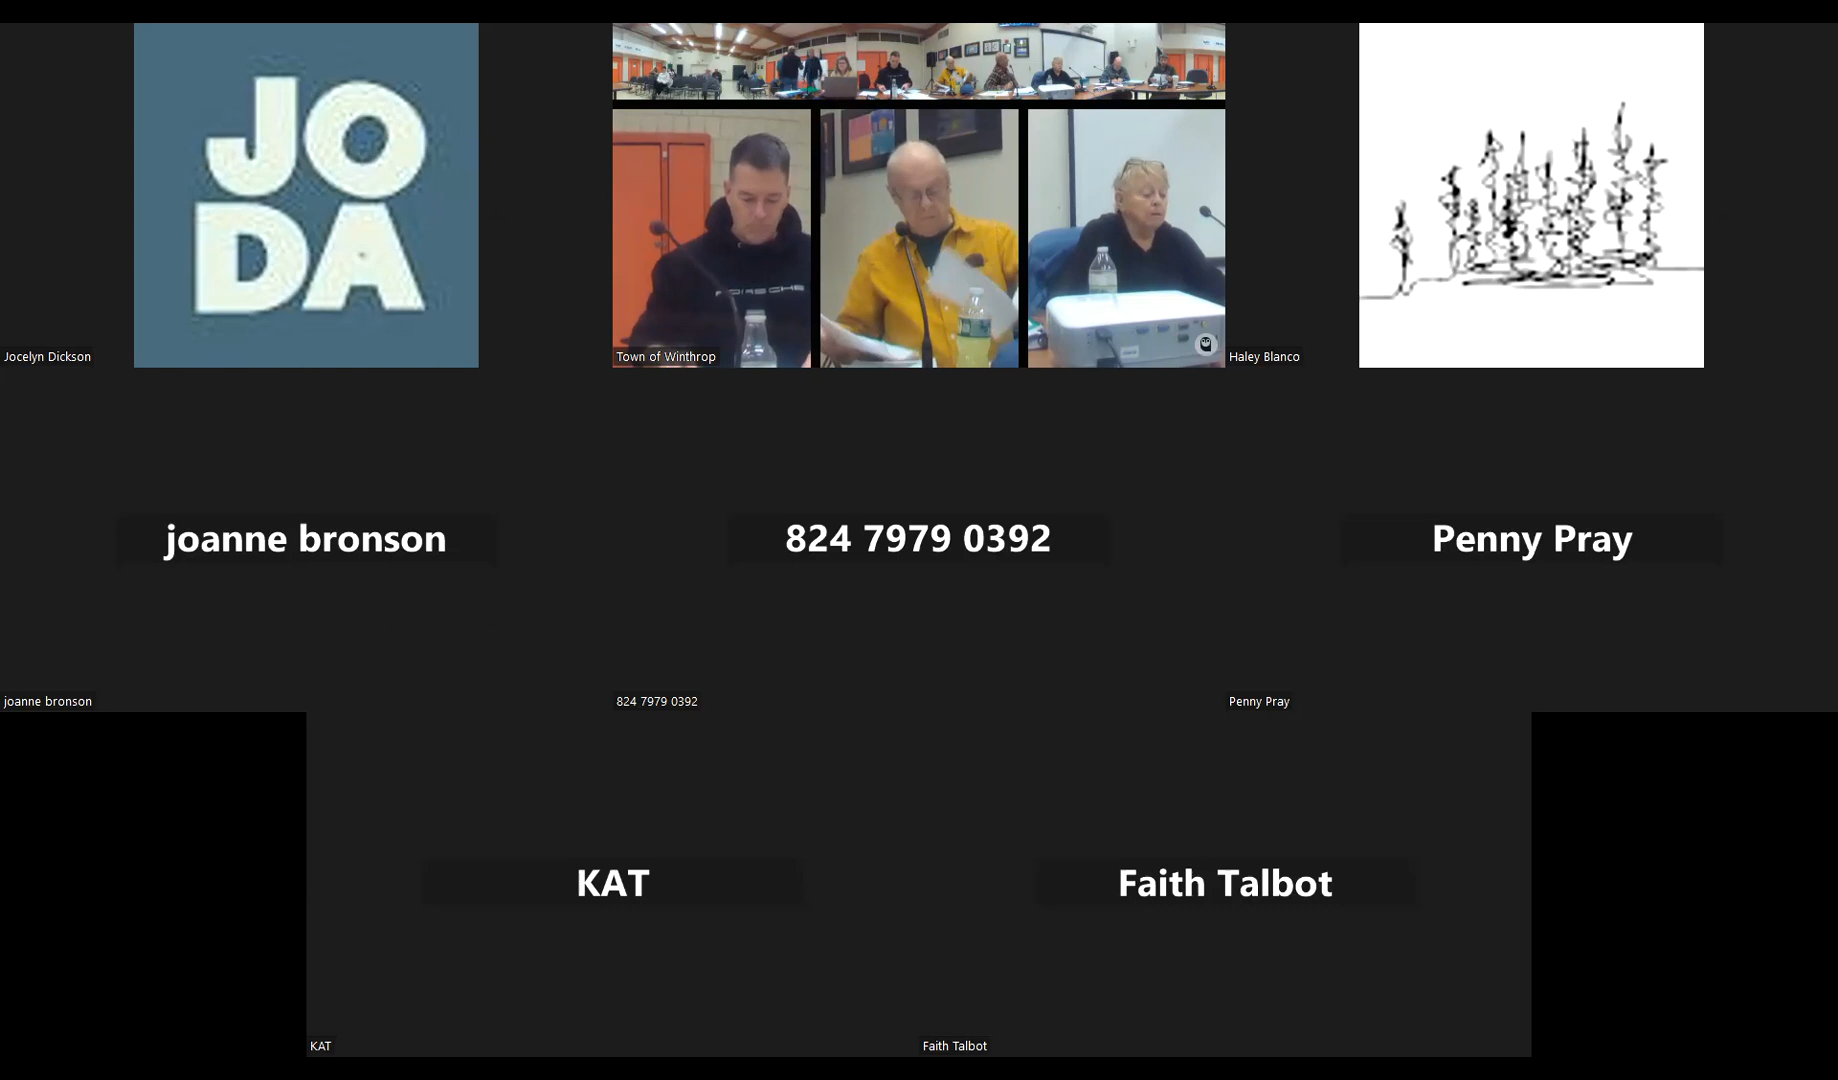 JO
DA
PORSCHE
Jocelyn Dickson
Town of Winthrop
Haley Blanco
joanne bronson
824 7979 0392
Penny Pray
joanne bronson
824 7979 0392
Penny Pray
KAT
Faith Talbot
KAT
Faith Talbot